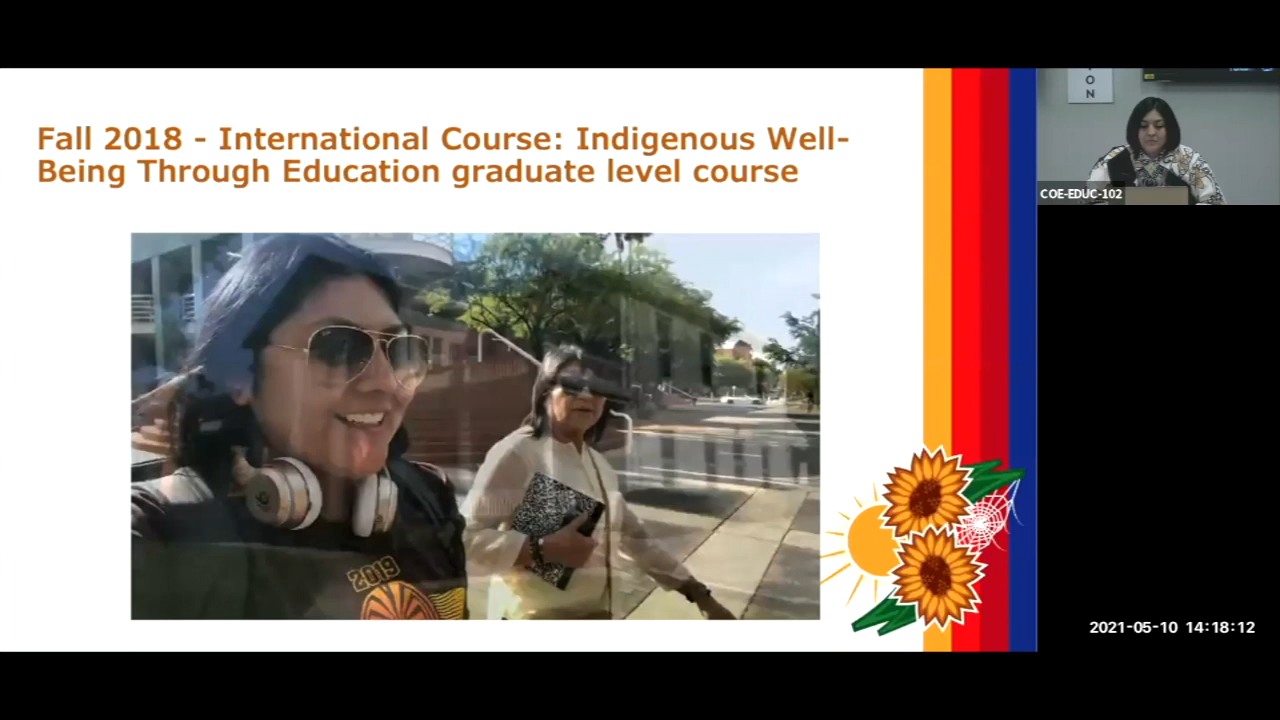 Fall 2018 - International Course: Indigenous Well-
Being Through Education graduate level course
2019
O
N
COE-EDUC-102
2021-05-10 14:18:12